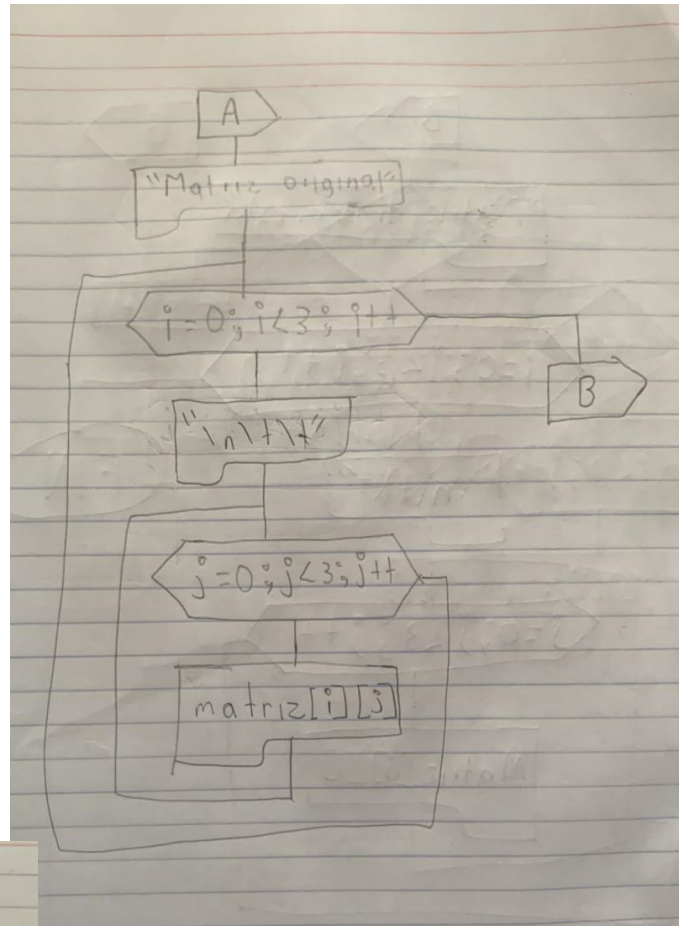 A
"Matriz original"
i=0; i<3; i++
B
"\n\t\t"
j=0; j<3; j++
matriz[i][j]